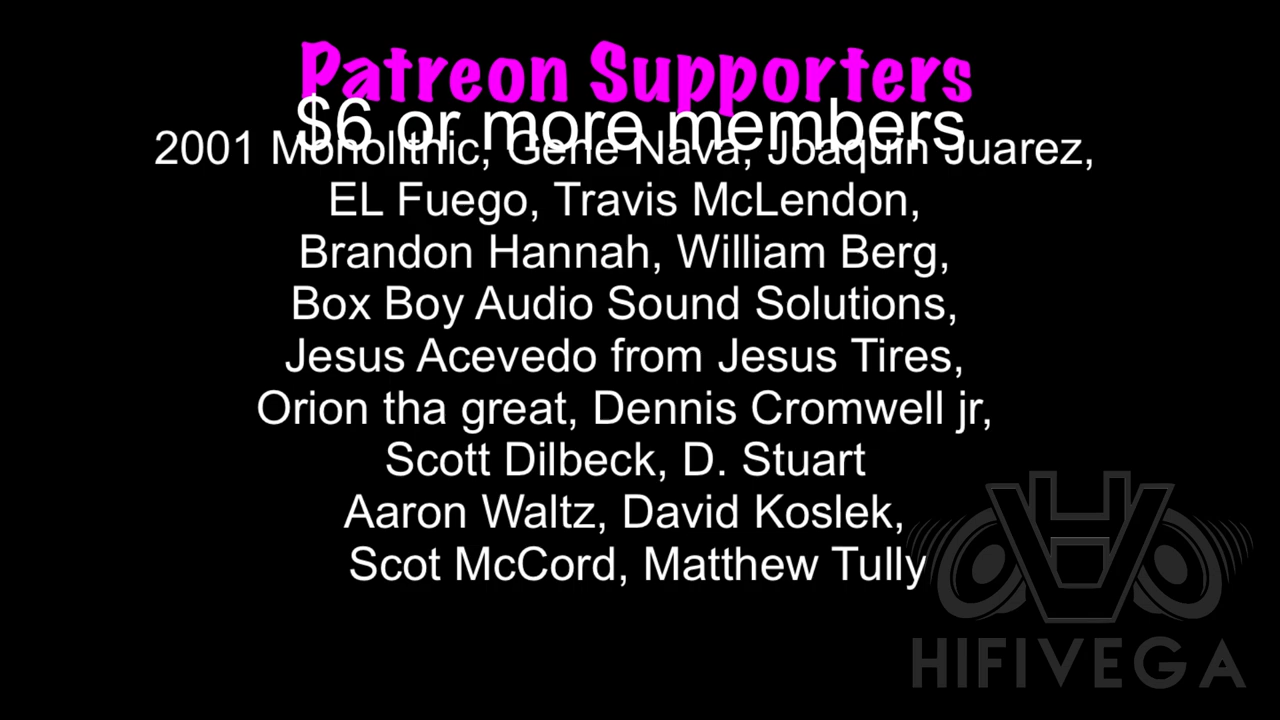 Patreon Supporters
$6 or more members
2001 Monolithic, Gene Nava, Joaquin Juarez,
EL Fuego, Travis McLendon,
Brandon Hannah, William Berg,
Box Boy Audio Sound Solutions,
Jesus Acevedo from Jesus Tires,
Orion tha great, Dennis Cromwell jr,
Scott Dilbeck, D. Stuart
Aaron Waltz, David Koslek,
Scot McCord, Matthew Tully
HIFIVEGA